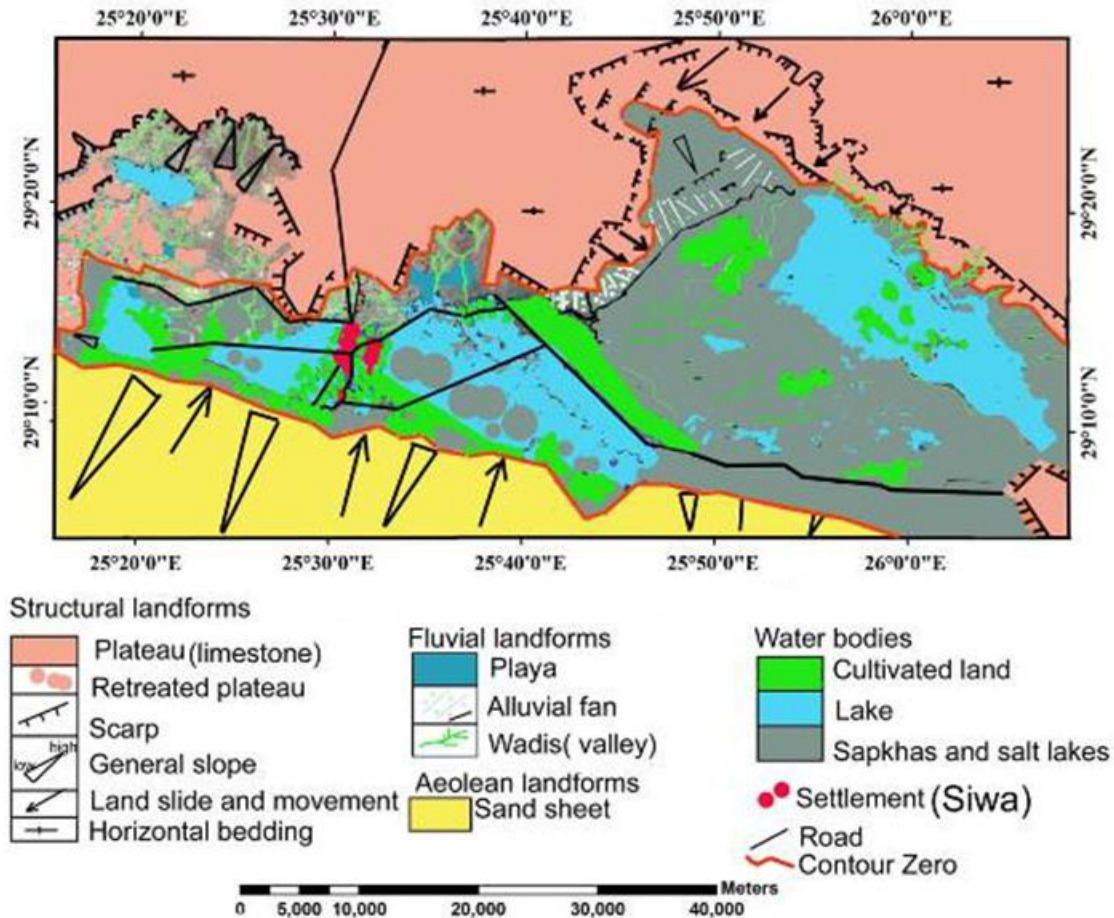 25°20'0"E 25°30'0"E 25°40'0"E 25°50'0"E 26°0'0"E
29°20'0"N
29°10'0"N
29°20'0"N
29°10'0"N
25°20'0"E 25°30'0"E 25°40'0"E 25°50'0"E 26°0'0"E
Structural landforms
Plateau (limestone)
Retreated plateau
Scarp
high
low
General slope
Land slide and movement
Horizontal bedding
Fluvial landforms
Playa
Alluvial fan
Wadis( valley)
Aeolean landforms
Sand sheet
Water bodies
Cultivated land
Lake
Sapkhas and salt lakes
Settlement (Siwa)
Road
Contour Zero
Meters
0 5,000 10,000 20,000 30,000 40,000